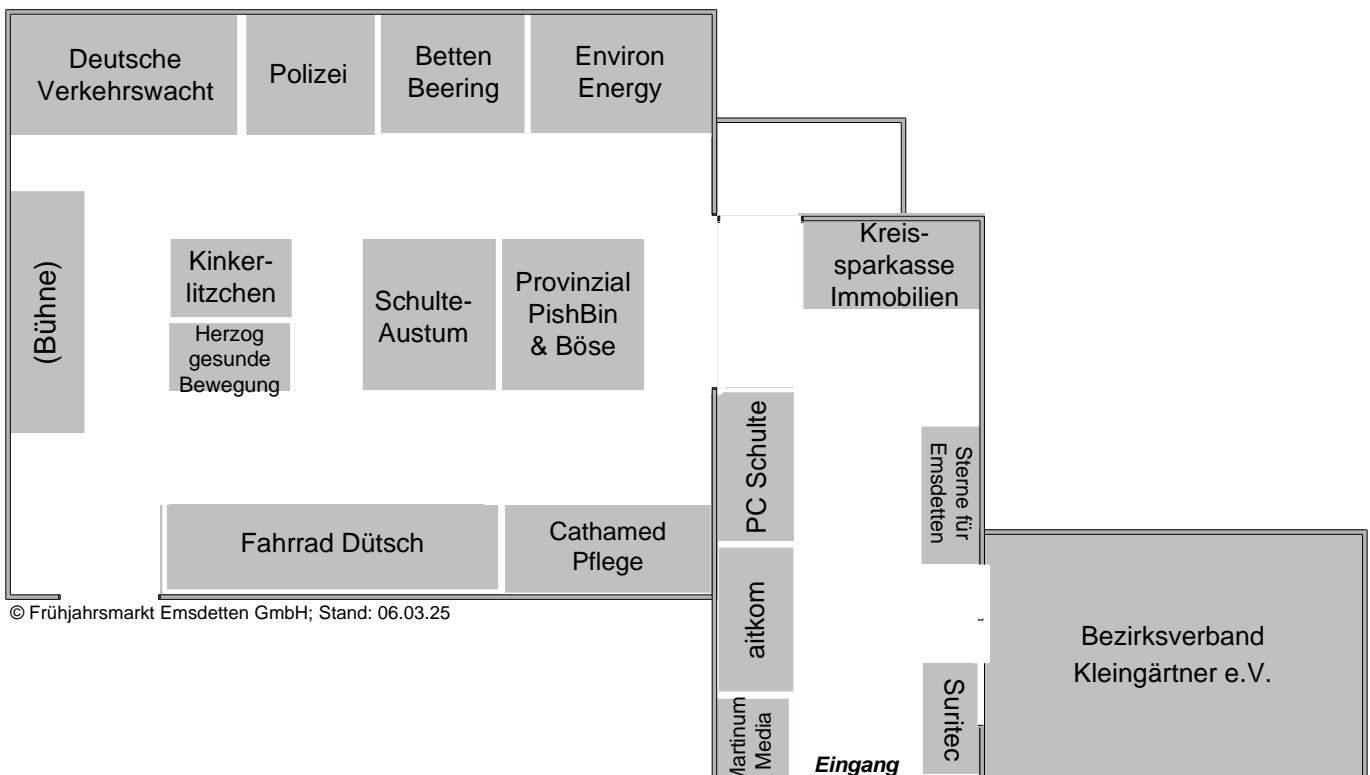 Deutsche
Verkehrswacht
Polizei
Betten
Beering
Environ
Energy
(Bühne)
Kinker-
litzchen
Herzog
gesunde
Bewegung
Schulte-
Austum
Provinzial
PishBin
& Böse
Kreis-
sparkasse
Immobilien
PC Schulte
Sterne für
Emsdetten
Fahrrad Dütsch
Cathamed
Pflege
© Frühjahrsmarkt Emsdetten GmbH; Stand: 06.03.25
aitkom
Bezirksverband
Kleingärtner e.V.
Suritec
Martinum
Media
Eingang